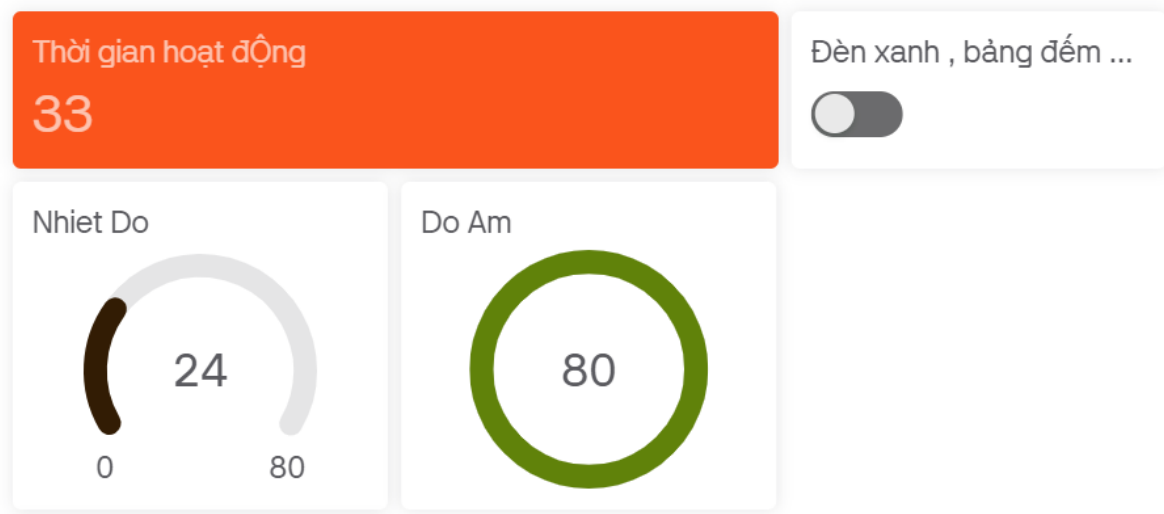 Thời gian hoạt đỘng
33
Đèn xanh , bảng đếm ...
Nhiet Do
24
0
80
Do Am
80